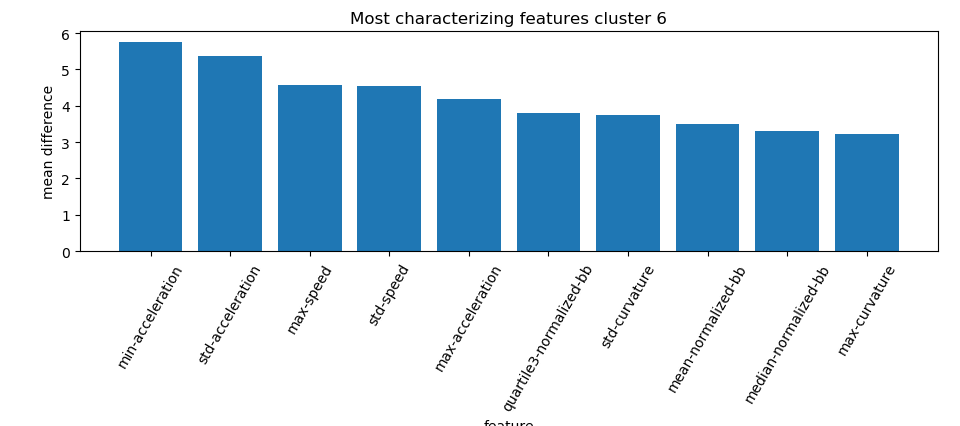 Most characterizing features cluster 6
mean difference
6
5
4
3
2
1
0
min-acceleration
std-acceleration
max-speed
std-speed
max-acceleration
quartile3-normalized-bb
std-curvature
mean-normalized-bb
median-normalized-bb
max-curvature
feature